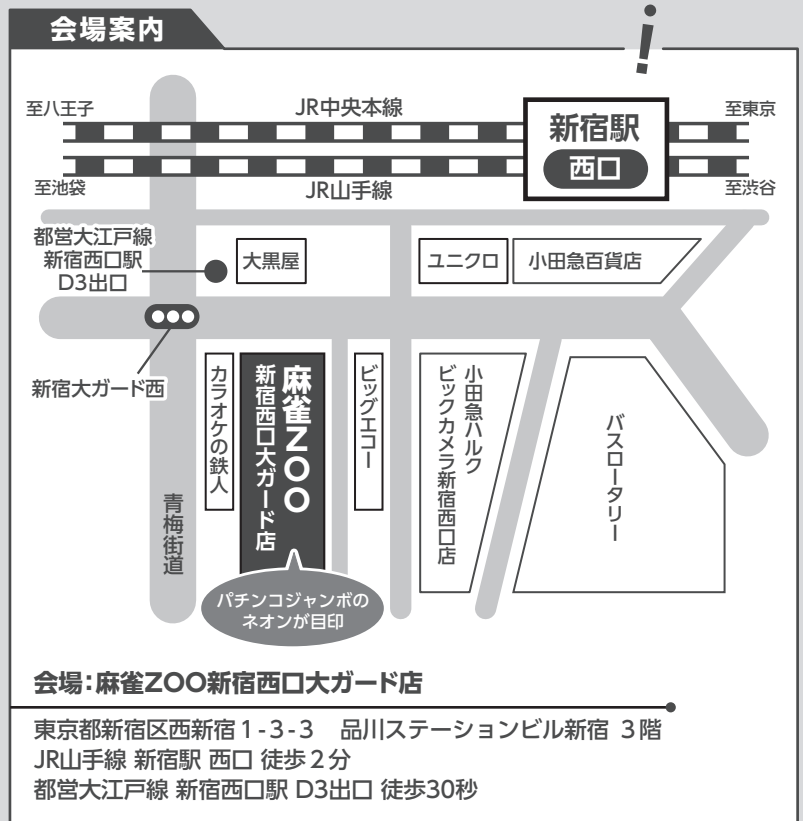 会場案内
!
至八王子
JR中央本線
新宿駅
西口
至東京
至池袋
JR山手線
至渋谷
都営大江戸線
新宿西口駅
D3出口
大黒屋
ユニクロ
小田急百貨店
新宿大ガード西
カラオケの鉄人
麻雀ZOO
新宿西口大ガード店
ビッグエコー
小田急ハルク
ビックカメラ新宿西口店
バスロータリー
青梅街道
パチンコジャンボの
ネオンが目印
会場:麻雀ZOO新宿西口大ガード店
東京都新宿区西新宿1-3-3　品川ステーションビル新宿 3階
JR山手線 新宿駅 西口 徒歩2分
都営大江戸線 新宿西口駅 D3出口 徒歩30秒